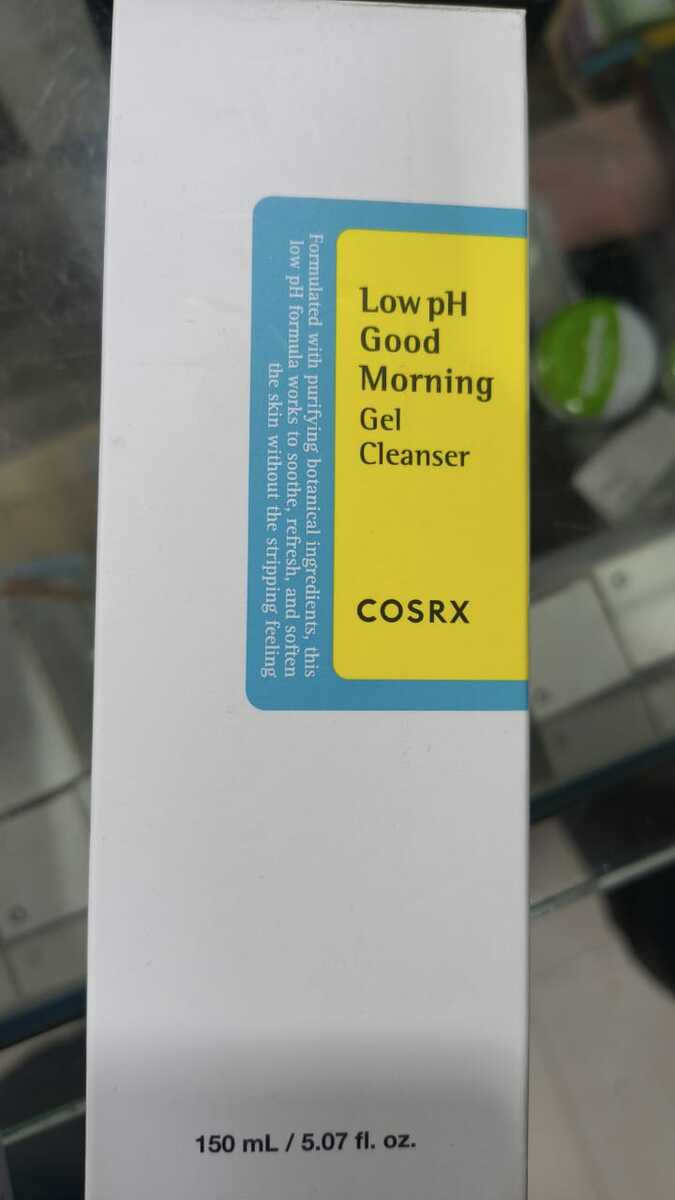 Low pH
Good
Morning
Gel
Cleanser
COSRX
Formulated with purifying botanical ingredients, this
low pH formula works to soothe, refresh, and soften
the skin without the stripping feeling
150 mL / 5.07 fl. oz.